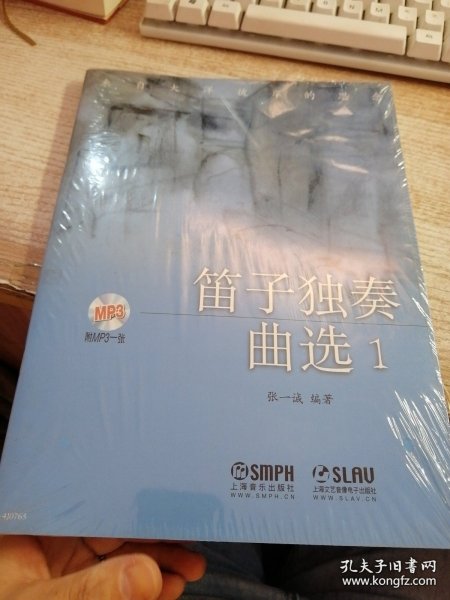 笛子独奏
曲选 1
MP3
附MP3一张
张一诚 编著
SMPH
上海音乐出版社
WWW.SMPH.CN
SLAV
上海文艺音像电子出版社
WWW.SLAV.CN
410763
孔夫子旧书网
www.kongfz.com